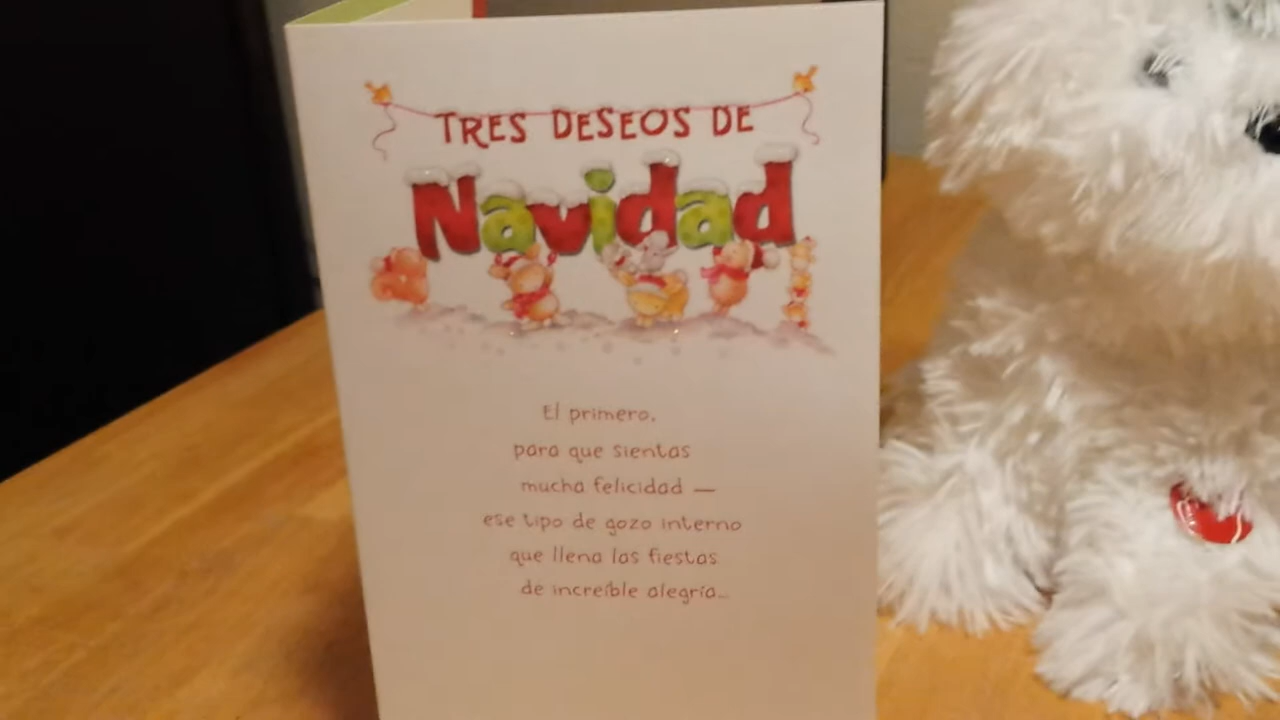 TRES DESEOS DE
Navidad
El primero,
para que sientas
mucha felicidad —
ese tipo de gozo interno
que llena las fiestas
de increíble alegría...